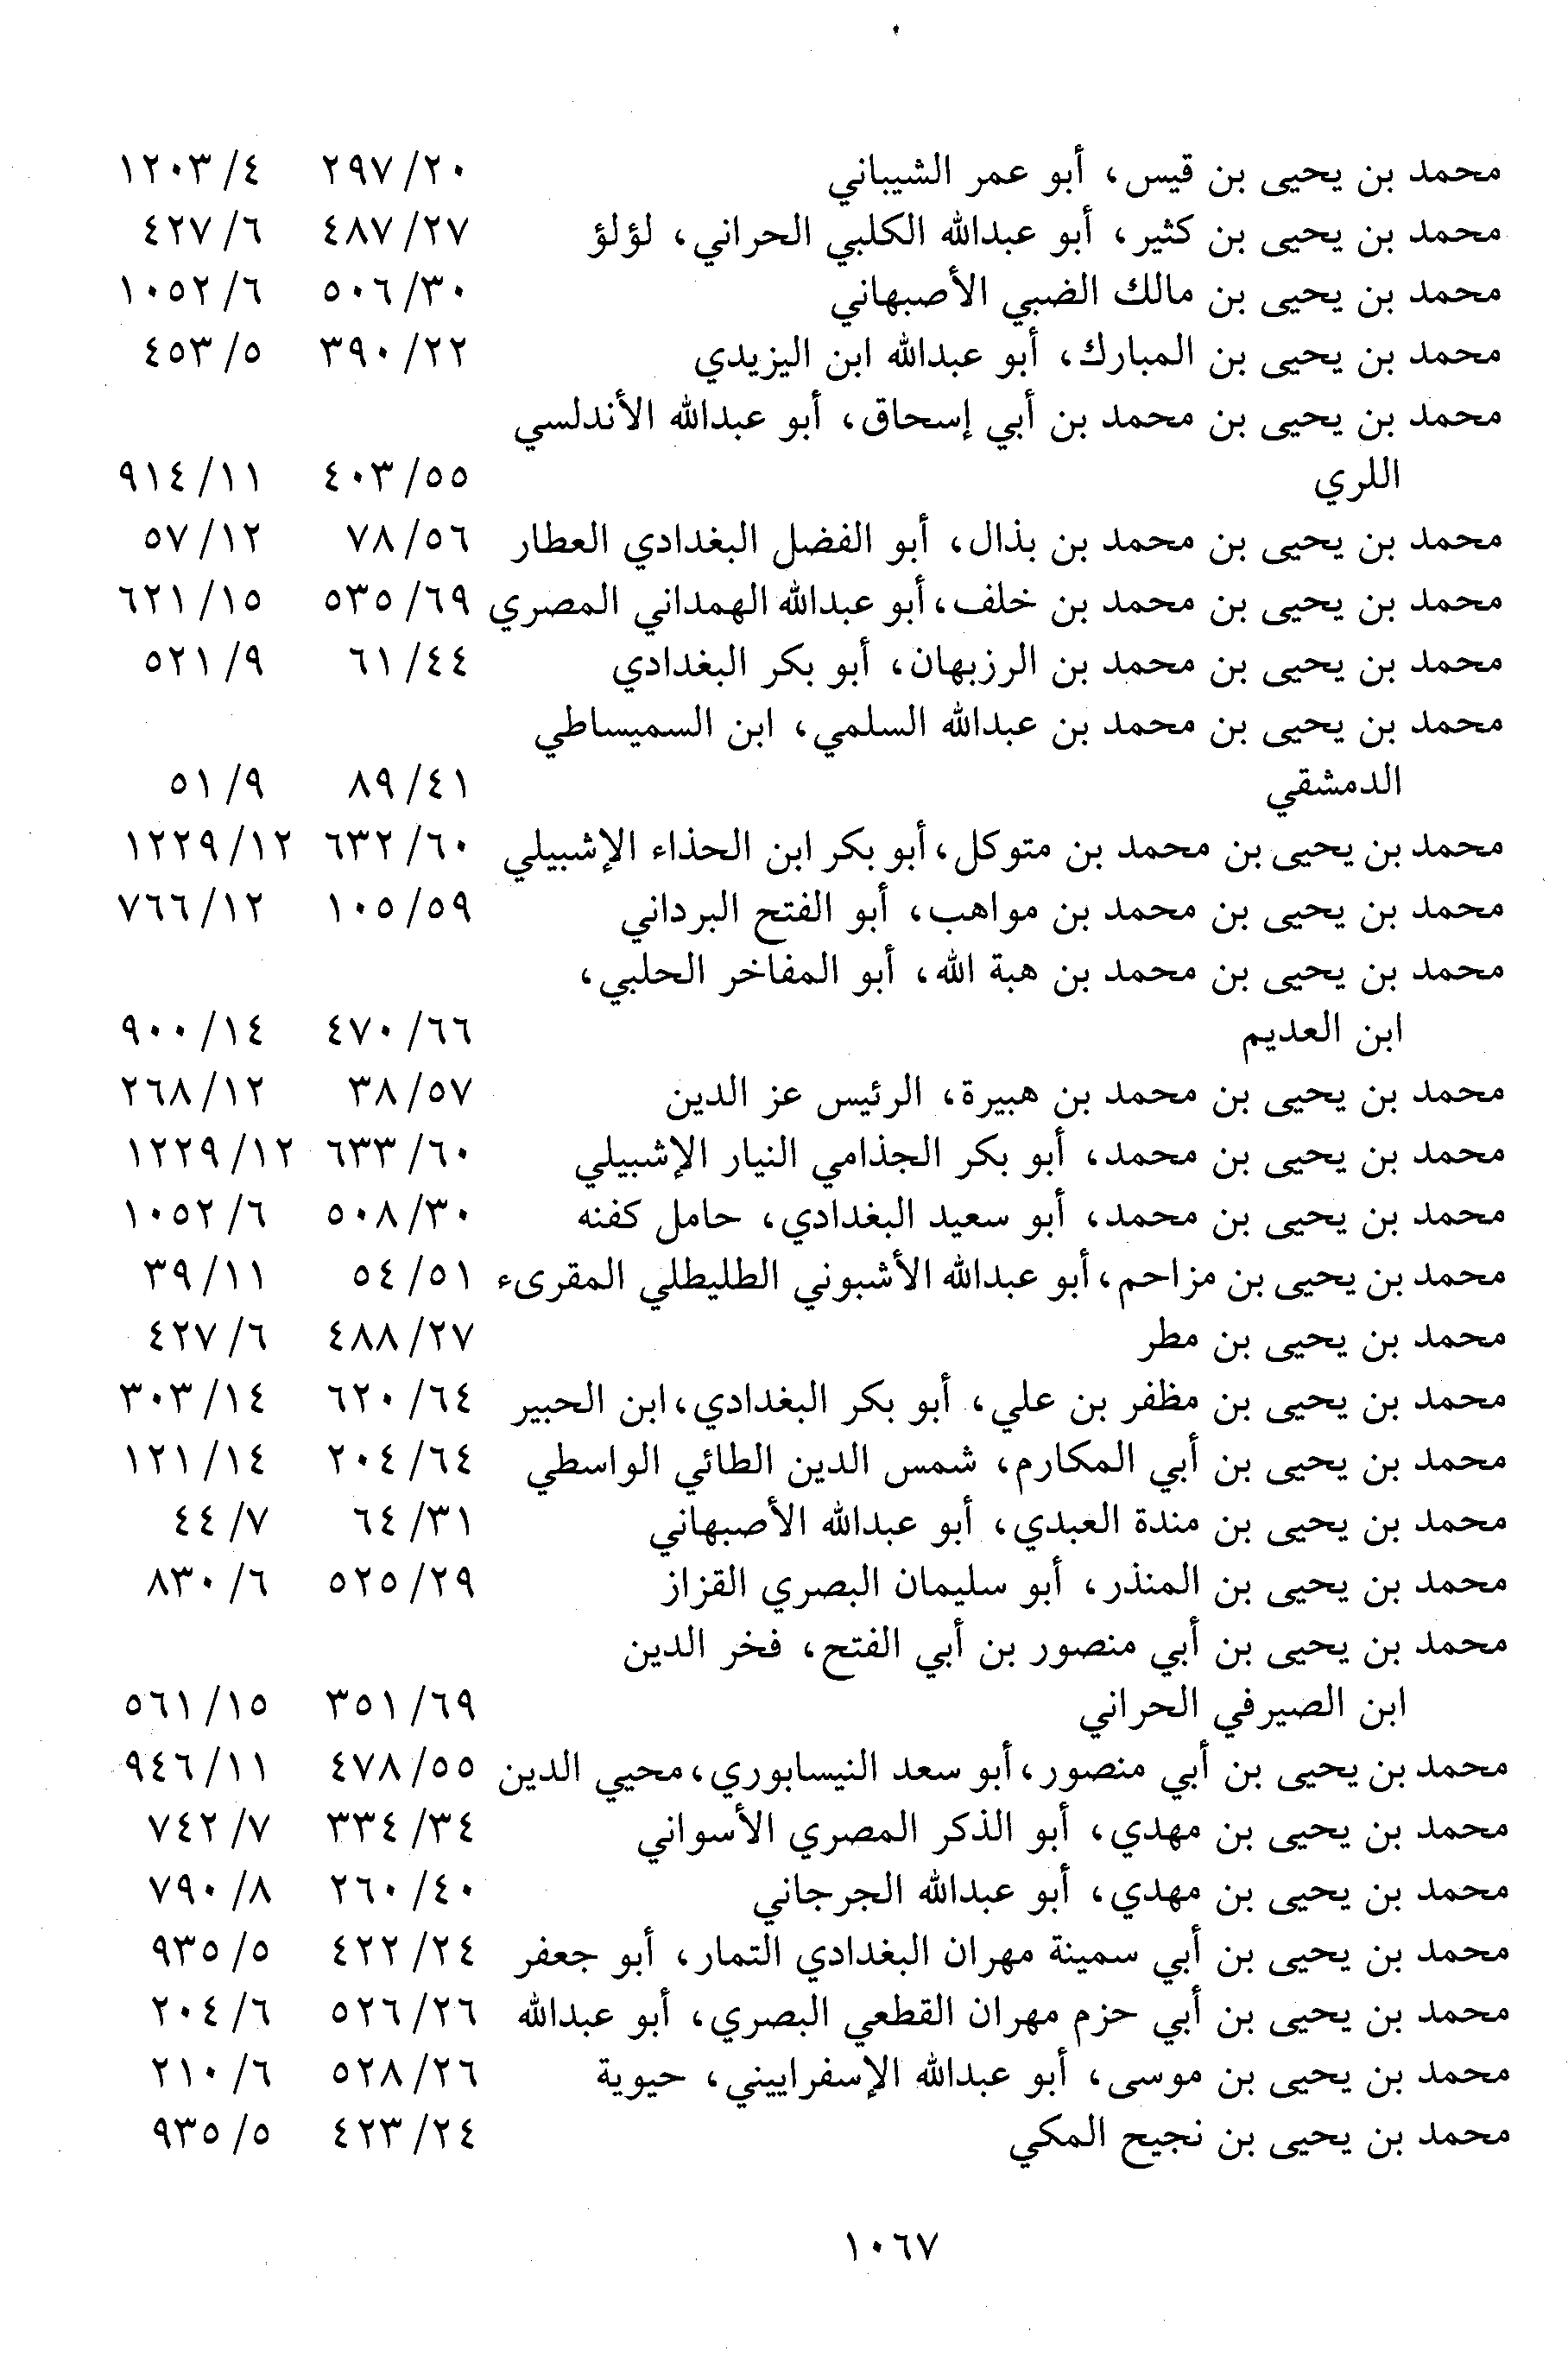 محمد بن يحيى بن قيس، أبو عمر الشيباني ٢٩٧/٢٠ ١٢٠٣/٤
محمد بن يحيى بن كثير، أبو عبدالله الكلبي الحراني، لؤلؤ ٤٨٧/٢٧ ٤٢٧/٦
محمد بن يحيى بن مالك الضبي الأصبهاني ٥٠٦/٣٠ ١٠٥٢/٦
محمد بن يحيى بن المبارك، أبو عبدالله ابن اليزيدي ٣٩٠/٢٢ ٤٥٣/٥
محمد بن يحيى بن محمد بن أبي إسحاق، أبو عبدالله الأندلسي
اللري ٤٠٣/٥٥ ٩١٤/١١
محمد بن يحيى بن محمد بن بذال، أبو الفضل البغدادي العطار ٧٨/٥٦ ٥٧/١٢
محمد بن يحيى بن محمد بن خلف، أبو عبدالله الهمداني المصري ٥٣٥/٦٩ ٦٢١/١٥
محمد بن يحيى بن محمد بن الرزبهان، أبو بكر البغدادي ٦١/٤٤ ٥٢١/٩
محمد بن يحيى بن محمد بن عبدالله السلمي، ابن السميساطي
الدمشقي ٨٩/٤١ ٥١/٩
محمد بن يحيى بن محمد بن متوكل، أبو بكر ابن الحذاء الإشبيلي ٦٣٢/٦٠ ١٢٢٩/١٢
محمد بن يحيى بن محمد بن مواهب، أبو الفتح البرداني ١٠٥/٥٩ ٧٦٦/١٢
محمد بن يحيى بن محمد بن هبة الله، أبو المفاخر الحلبي،
ابن العديم ٤٧٠/٦٦ ٩٠٠/١٤
محمد بن يحيى بن محمد بن هبيرة، الرئيس عز الدين ٣٨/٥٧ ٢٦٨/١٢
محمد بن يحيى بن محمد، أبو بكر الجذامي النيار الإشبيلي ٦٣٣/٦٠ ١٢٢٩/١٢
محمد بن يحيى بن محمد، أبو سعيد البغدادي، حامل كفنه ٥٠٨/٣٠ ١٠٥٢/٦
محمد بن يحيى بن مزاحم، أبو عبدالله الأشبوني الطليطلي المقرىء ٥٤/٥١ ٣٩/١١
محمد بن يحيى بن مطر ٤٨٨/٢٧ ٤٢٧/٦
محمد بن يحيى بن مظفر بن علي، أبو بكر البغدادي، ابن الحبير ٦٢٠/٦٤ ٣٠٣/١٤
محمد بن يحيى بن أبي المكارم، شمس الدين الطائي الواسطي ٢٠٤/٦٤ ١٢١/١٤
محمد بن يحيى بن مندة العبدي، أبو عبدالله الأصبهاني ٦٤/٣١ ٤٤/٧
محمد بن يحيى بن المنذر، أبو سليمان البصري القزاز ٥٢٥/٢٩ ٨٣٠/٦
محمد بن يحيى بن أبي منصور بن أبي الفتح، فخر الدين
ابن الصيرفي الحراني ٣٥١/٦٩ ٥٦١/١٥
محمد بن يحيى بن أبي منصور، أبو سعد النيسابوري، محيي الدين ٤٧٨/٥٥ ٩٤٦/١١
محمد بن يحيى بن مهدي، أبو الذكر المصري الأسواني ٣٣٤/٣٤ ٧٤٢/٧
محمد بن يحيى بن مهدي، أبو عبدالله الجرجاني ٢٦٠/٤٠ ٧٩٠/٨
محمد بن يحيى بن أبي سمينة مهران البغدادي التمار، أبو جعفر ٤٢٢/٢٤ ٩٣٥/٥
محمد بن يحيى بن أبي حزم مهران القطعي البصري، أبو عبدالله ٥٢٦/٢٦ ٢٠٤/٦
محمد بن يحيى بن موسى، أبو عبدالله الإسفراييني، حيوية ٥٢٨/٢٦ ٢١٠/٦
محمد بن يحيى بن نجيح المكي ٤٢٣/٢٤ ٩٣٥/٥
١٠٦٧